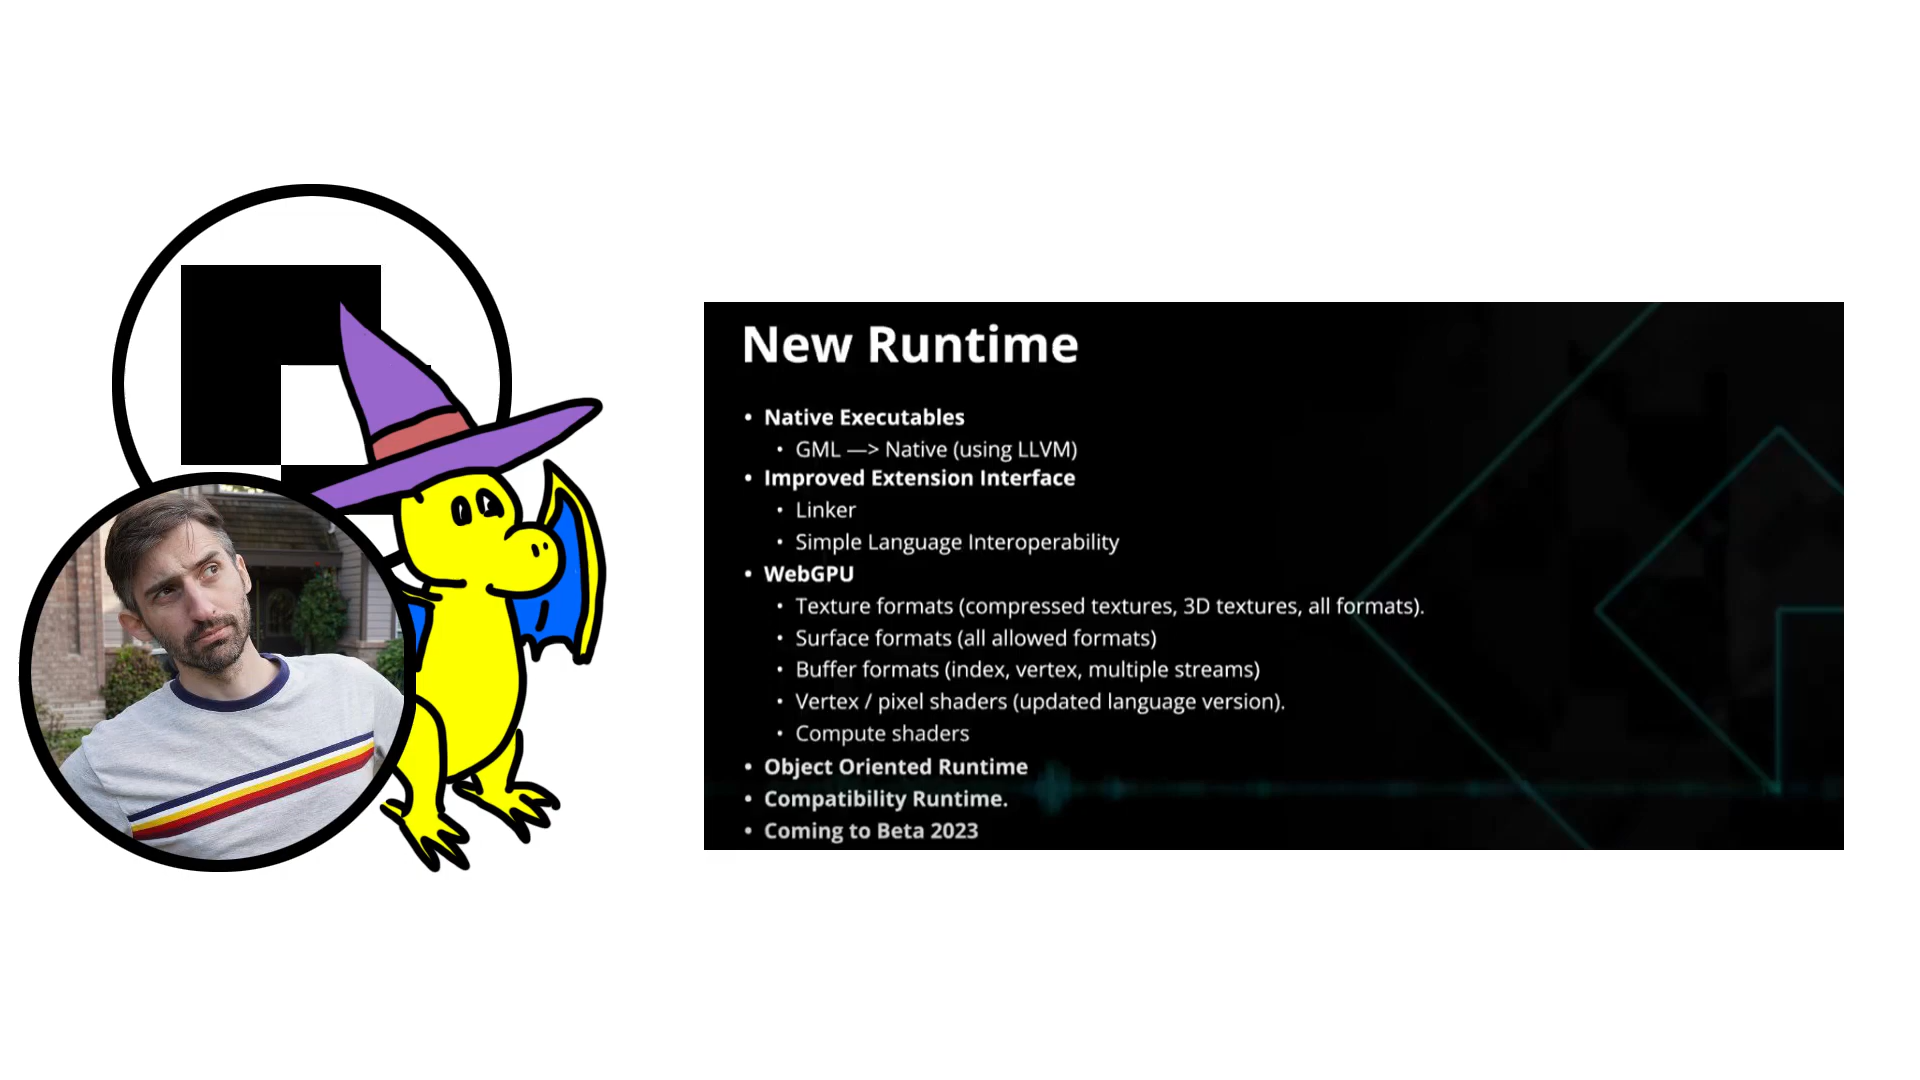 New Runtime
• Native Executables
• GML —> Native (using LLVM)
• Improved Extension Interface
• Linker
• Simple Language Interoperability
• WebGPU
• Texture formats (compressed textures, 3D textures, all formats).
• Surface formats (all allowed formats)
• Buffer formats (index, vertex, multiple streams)
• Vertex / pixel shaders (updated language version).
• Compute shaders
• Object Oriented Runtime
• Compatibility Runtime.
• Coming to Beta 2023